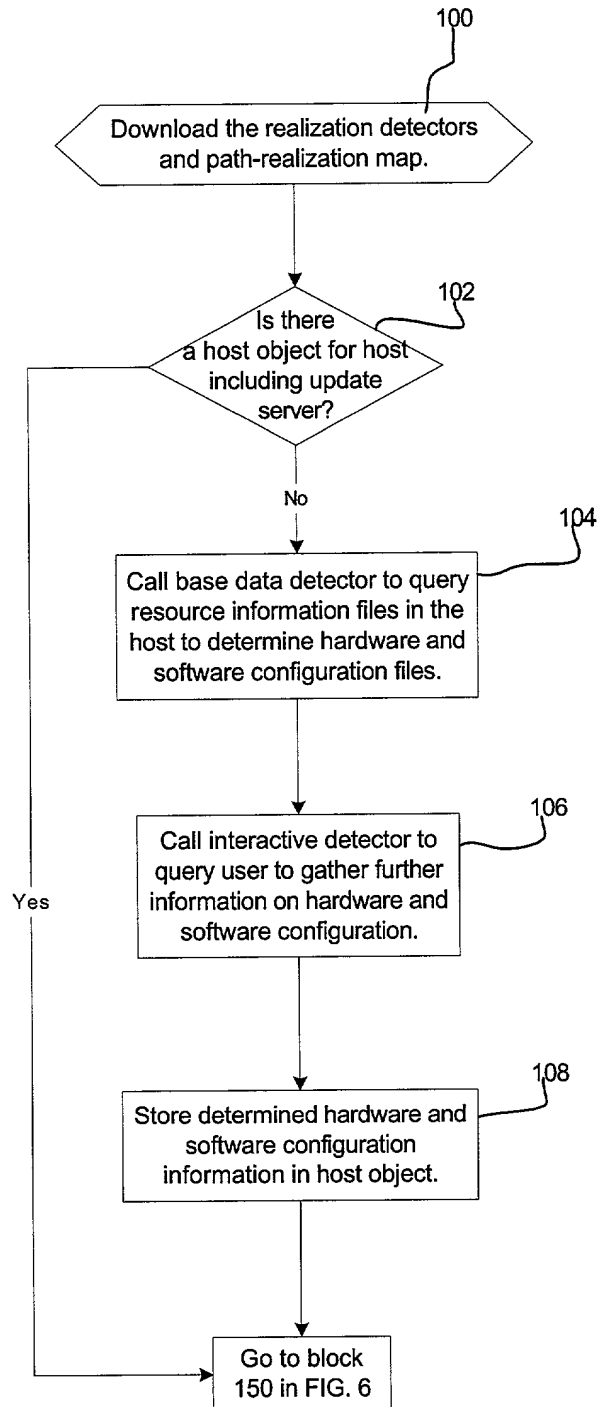 100
Download the realization detectors
and path-realization map.
102
Is there
a host object for host
including update
server?
No
104
Call base data detector to query
resource information files in the
host to determine hardware and
software configuration files.
106
Call interactive detector to
query user to gather further
information on hardware and
software configuration.
Yes
108
Store determined hardware and
software configuration
information in host object.
Go to block
150 in FIG. 6